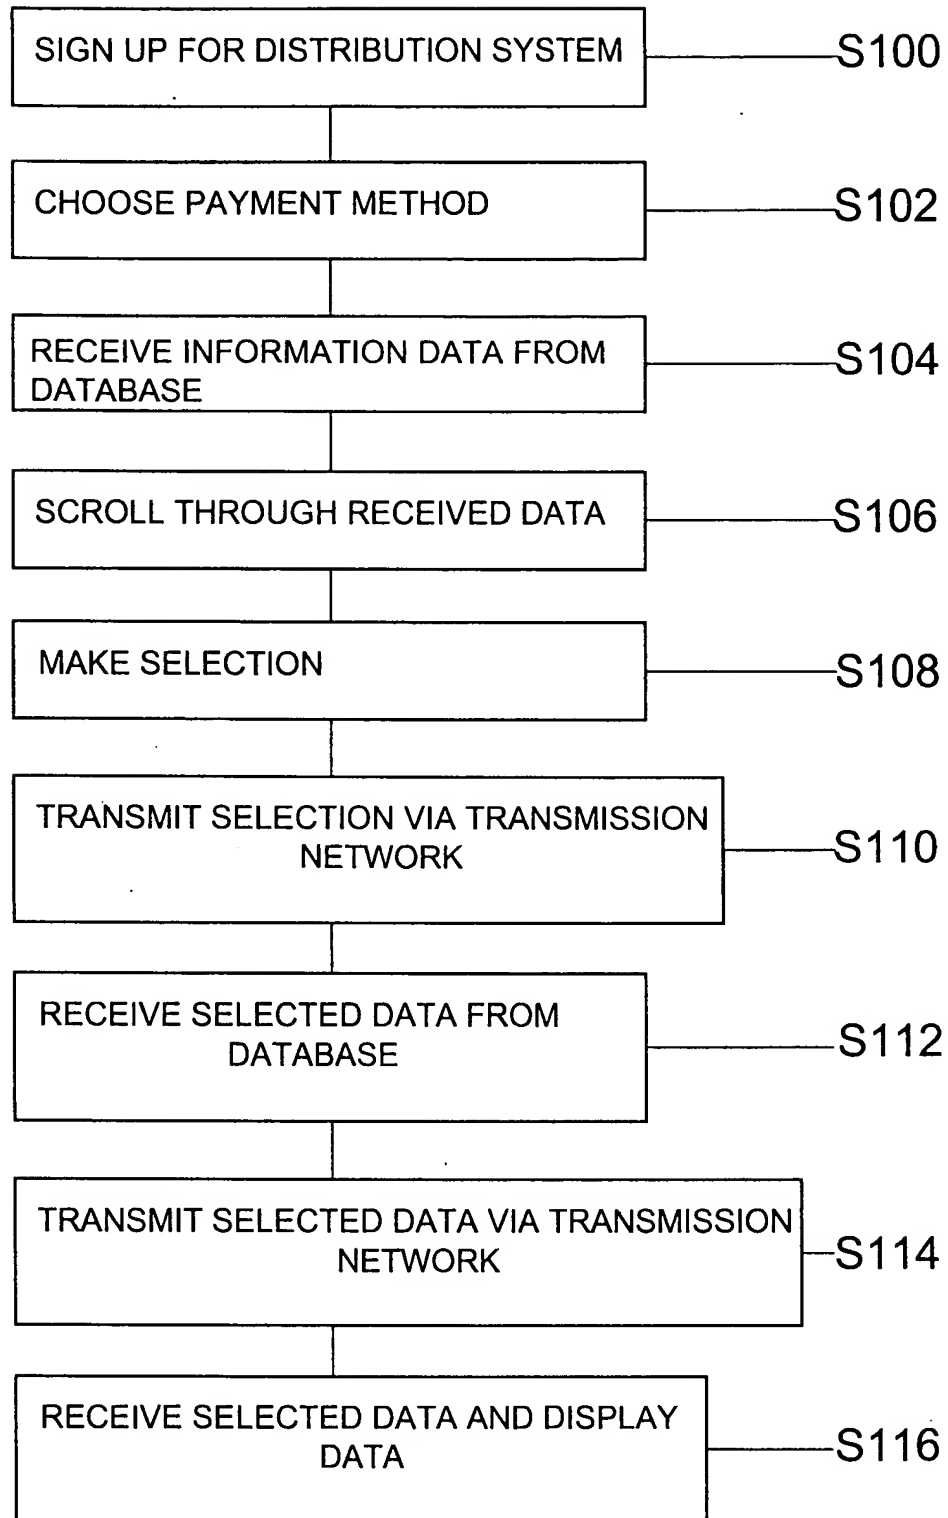 SIGN UP FOR DISTRIBUTION SYSTEM S100
CHOOSE PAYMENT METHOD S102
RECEIVE INFORMATION DATA FROM
DATABASE
S104
SCROLL THROUGH RECEIVED DATA S106
MAKE SELECTION S108
TRANSMIT SELECTION VIA TRANSMISSION
NETWORK
S110
RECEIVE SELECTED DATA FROM
DATABASE
S112
TRANSMIT SELECTED DATA VIA TRANSMISSION
NETWORK
S114
RECEIVE SELECTED DATA AND DISPLAY
DATA
S116